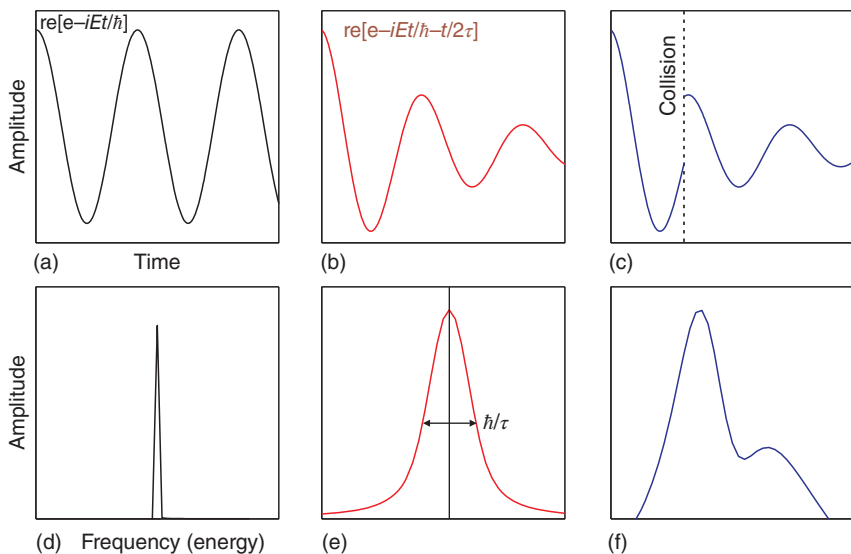 re[e–iEt/ħ]
re[e–iEt/ħ–t/2τ]
Collision
Amplitude
(a)
Time
(b)
(c)
ħ/τ
Amplitude
(d)
Frequency (energy)
(e)
(f)